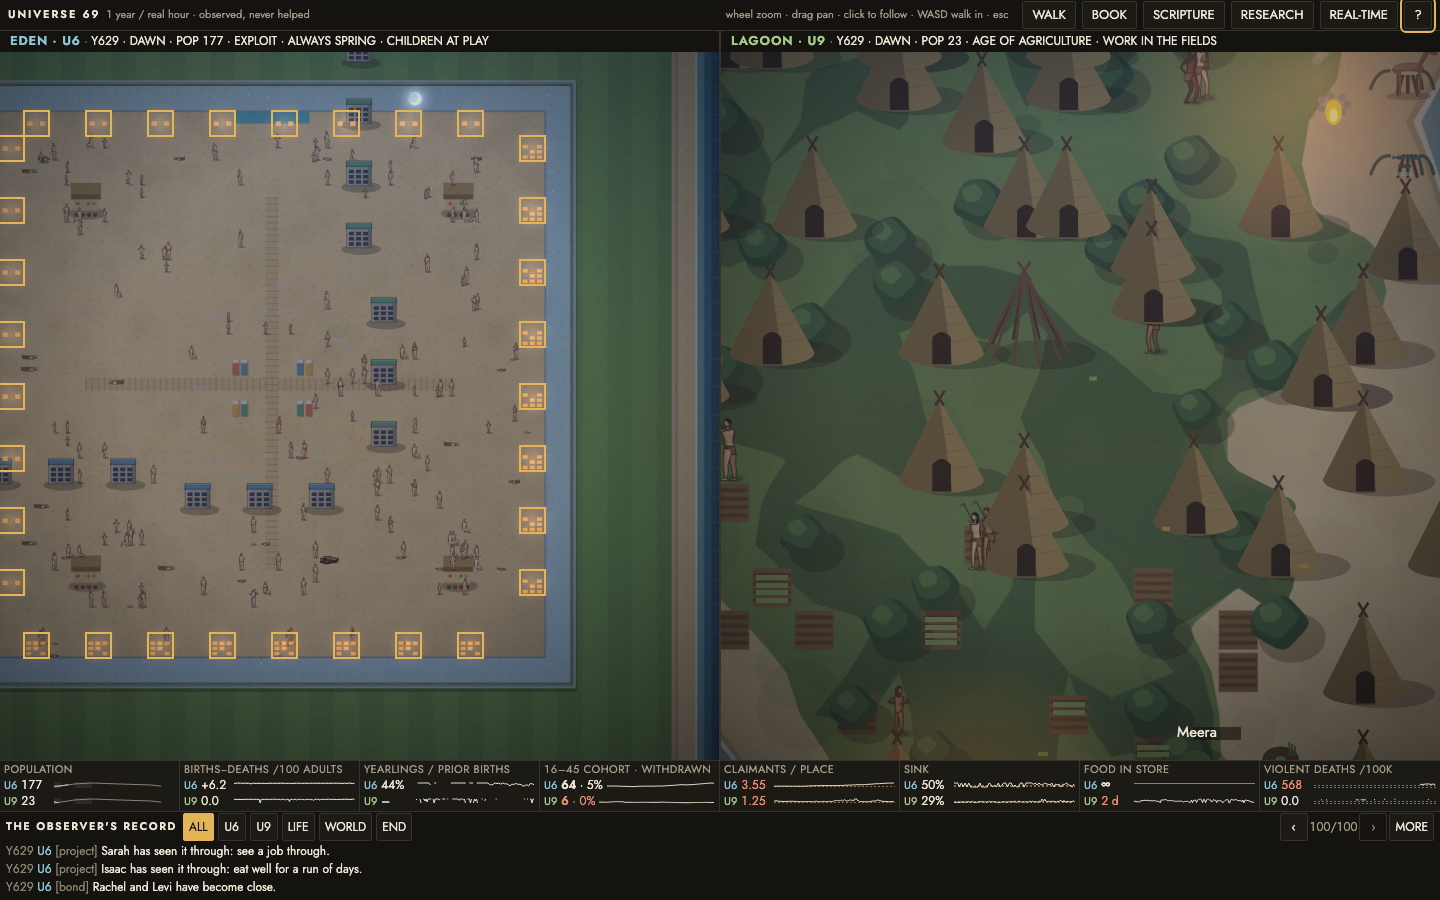 UNIVERSE 69 1 year / real hour · observed, never helped
wheel zoom · drag pan · click to follow · WASD walk in · esc WALK BOOK SCRIPTURE RESEARCH REAL-TIME ?
EDEN · U6 · Y629 · DAWN · POP 177 · EXPLOIT · ALWAYS SPRING · CHILDREN AT PLAY
LAGOON · U9 · Y629 · DAWN · POP 23 · AGE OF AGRICULTURE · WORK IN THE FIELDS
Meera
POPULATION
U6 177
U9 23
BIRTHS–DEATHS /100 ADULTS
U6 +6.2
U9 0.0
YEARLINGS / PRIOR BIRTHS
U6 44%
U9 –
16–45 COHORT · WITHDRAWN
U6 64 · 5%
U9 6 · 0%
CLAIMANTS / PLACE
U6 3.55
U9 1.25
SINK
U6 50%
U9 29%
FOOD IN STORE
U6 ∞
U9 2 d
VIOLENT DEATHS /100K
U6 568
U9 0.0
THE OBSERVER'S RECORD ALL U6 U9 LIFE WORLD END
‹ 100/100 › MORE
Y629 U6 [project] Sarah has seen it through: see a job through.
Y629 U6 [project] Isaac has seen it through: eat well for a run of days.
Y629 U6 [bond] Rachel and Levi have become close.